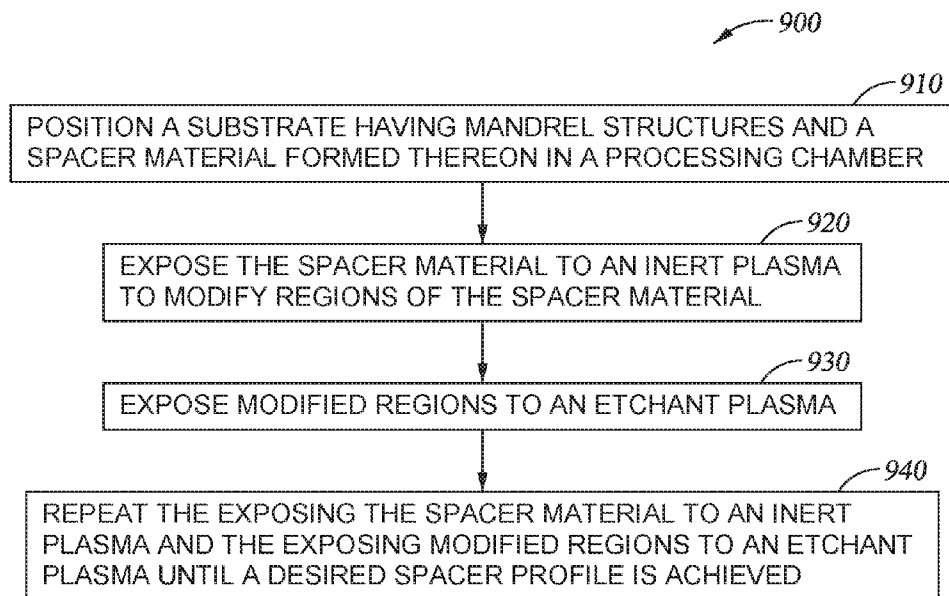 900
910
POSITION A SUBSTRATE HAVING MANDREL STRUCTURES AND A
SPACER MATERIAL FORMED THEREON IN A PROCESSING CHAMBER
920
EXPOSE THE SPACER MATERIAL TO AN INERT PLASMA
TO MODIFY REGIONS OF THE SPACER MATERIAL
930
EXPOSE MODIFIED REGIONS TO AN ETCHANT PLASMA
940
REPEAT THE EXPOSING THE SPACER MATERIAL TO AN INERT
PLASMA AND THE EXPOSING MODIFIED REGIONS TO AN ETCHANT
PLASMA UNTIL A DESIRED SPACER PROFILE IS ACHIEVED